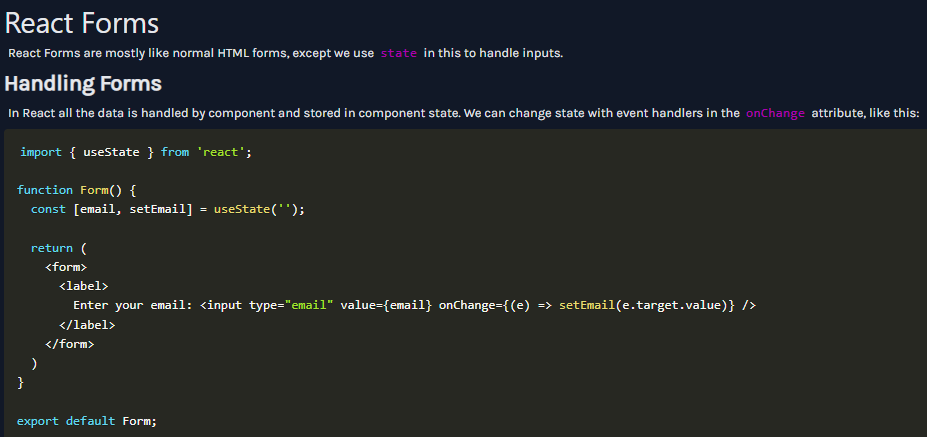 React Forms
React Forms are mostly like normal HTML forms, except we use state in this to handle inputs.
Handling Forms
In React all the data is handled by component and stored in component state. We can change state with event handlers in the onChange attribute, like this:
import { useState } from 'react';
function Form() {
const [email, setEmail] = useState('');
return (
<form>
<label>
Enter your email: <input type="email" value={email} onChange={(e) => setEmail(e.target.value)} />
</label>
</form>
)
}
export default Form;